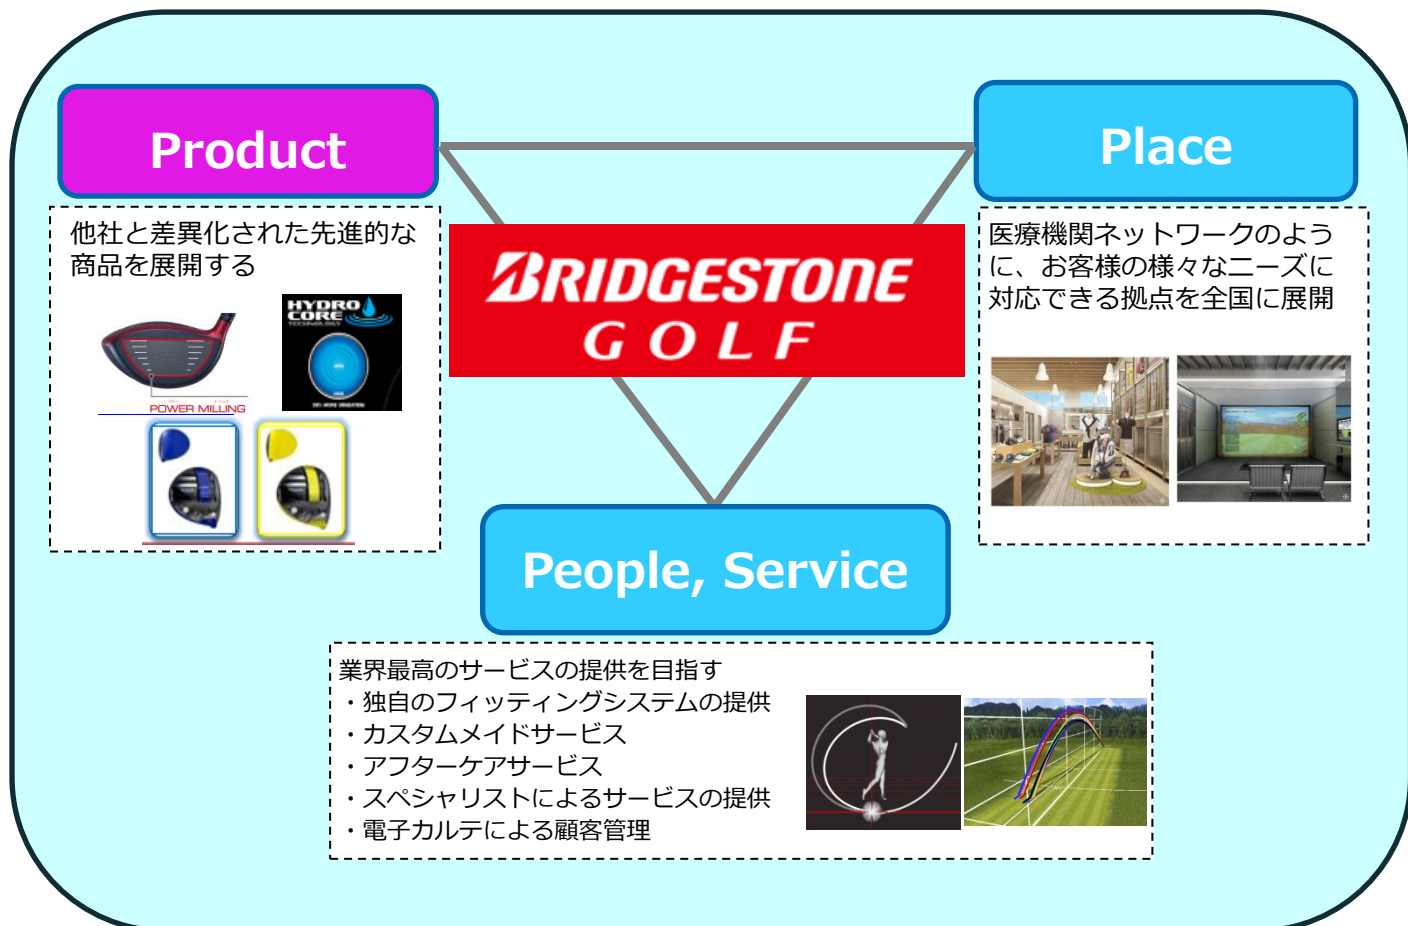 Product
Place
他社と差異化された先進的な
商品を展開する
HYDRO
CORE
TECHNOLOGY
POWER MILLING
BRIDGESTONE
GOLF
医療機関ネットワークのよう
に、お客様の様々なニーズに
対応できる拠点を全国に展開
※
※
People, Service
業界最高のサービスの提供を目指す
・独自のフィッティングシステムの提供
・カスタムメイドサービス
・アフターケアサービス
・スペシャリストによるサービスの提供
・電子カルテによる顧客管理